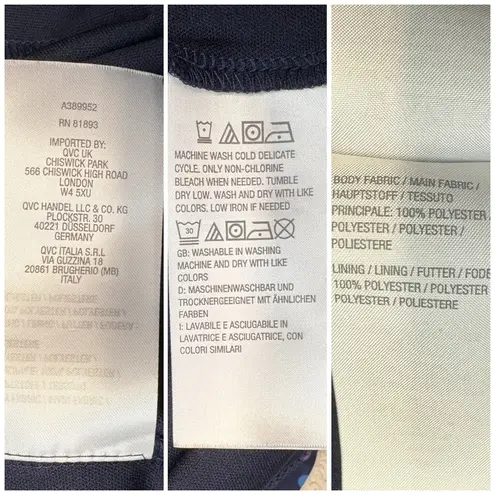 A389952
RN 81893
IMPORTED BY:
QVC UK
CHISWICK PARK
566 CHISWICK HIGH ROAD
LONDON
W4 5XU
QVC HANDEL LLC & CO. KG
PLOCKSTR. 30
40221 DÜSSELDORF
GERMANY
QVC ITALIA S.R.L
VIA GUZZINA 18
20861 BRUGHERIO (MB)
ITALY
MACHINE WASH COLD DELICATE
CYCLE. ONLY NON-CHLORINE
BLEACH WHEN NEEDED. TUMBLE
DRY LOW. WASH AND DRY WITH LIKE
COLORS. LOW IRON IF NEEDED
30
GB: WASHABLE IN WASHING
MACHINE AND DRY WITH LIKE
COLORS
D: MASCHINENWASCHBAR UND
TROCKNERGEEIGNET MIT ÄHNLICHEN
FARBEN
I: LAVABILE E ASCIUGABILE IN
LAVATRICE E ASCIUGATRICE, CON
COLORI SIMILARI
BODY FABRIC / MAIN FABRIC /
HAUPTSTOFF / TESSUTO
PRINCIPALE: 100% POLYESTER /
POLYESTER / POLYESTER /
POLIESTERE
LINING / LINING / FUTTER / FODE
100% POLYESTER / POLYESTER
POLYESTER / POLIESTERE